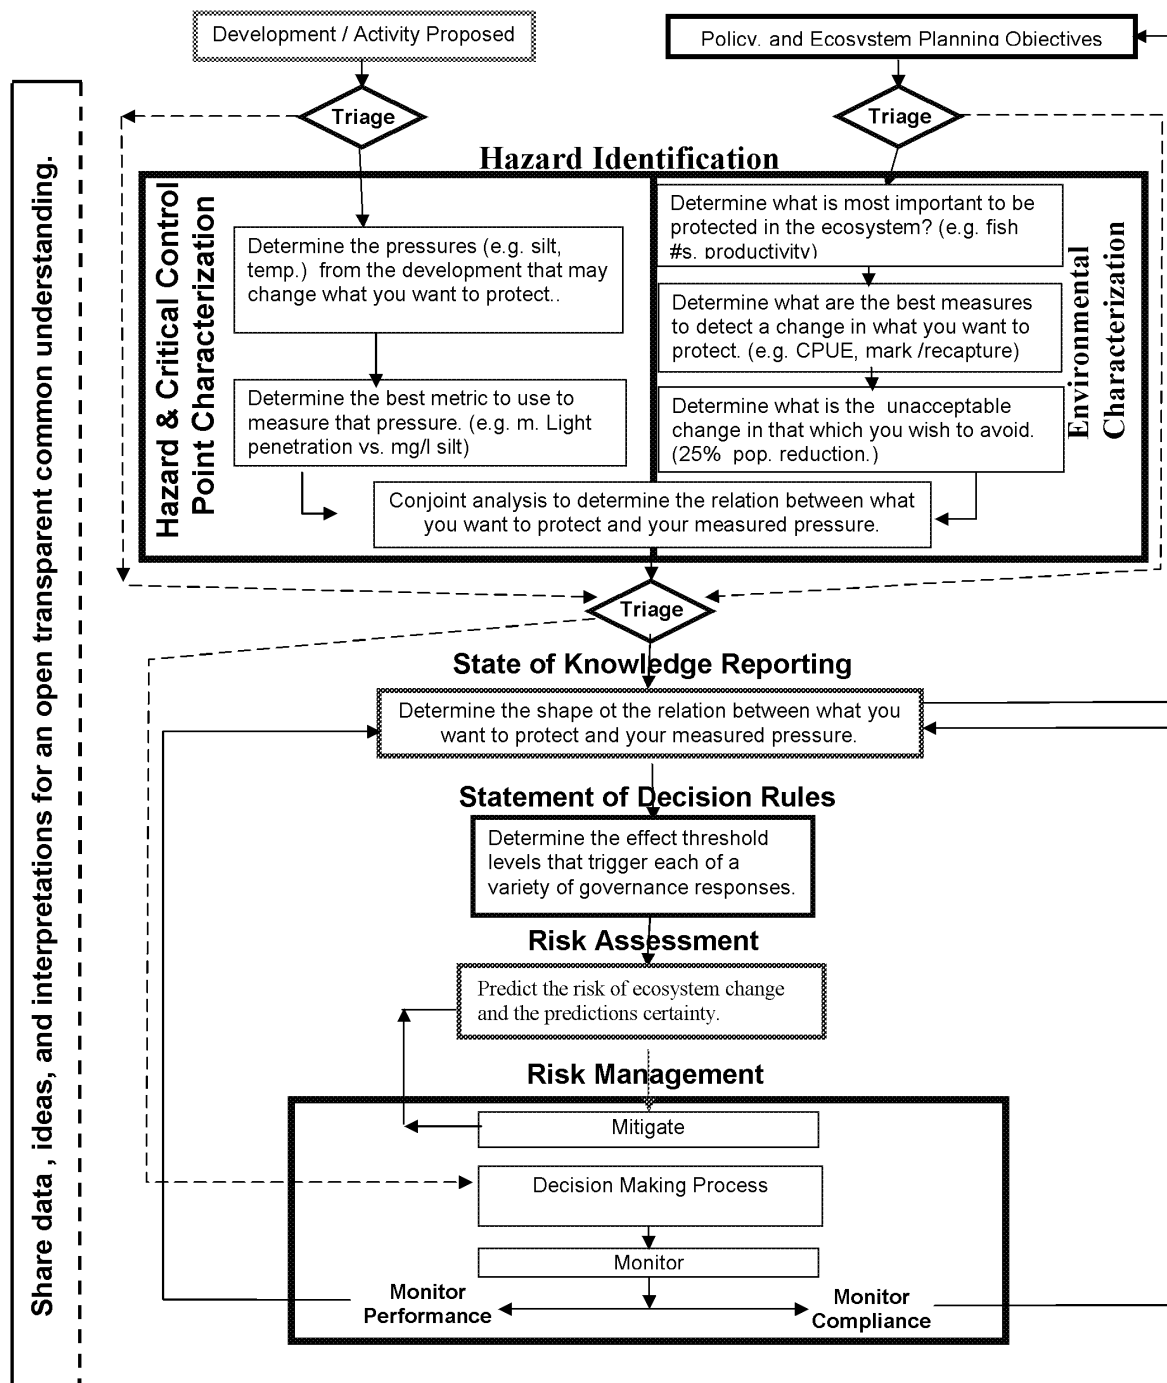 Development / Activity Proposed
Policy, and Ecosystem Planning Objectives
Triage
Triage
Share data , ideas, and interpretations for an open transparent common understanding.
Hazard Identification
Hazard & Critical Control
Point Characterization
Determine the pressures (e.g. silt,
temp.) from the development that may
change what you want to protect..
Determine the best metric to use to
measure that pressure. (e.g. m. Light
penetration vs. mg/l silt)
Determine what is most important to be
protected in the ecosystem? (e.g. fish
#s, productivity)
Determine what are the best measures
to detect a change in what you want to
protect. (e.g. CPUE, mark /recapture)
Determine what is the unacceptable
change in that which you wish to avoid.
(25% pop. reduction.)
Environmental
Characterization
Conjoint analysis to determine the relation between what
you want to protect and your measured pressure.
Triage
State of Knowledge Reporting
Determine the shape of the relation between what you
want to protect and your measured pressure.
Statement of Decision Rules
Determine the effect threshold
levels that trigger each of a
variety of governance responses.
Risk Assessment
Predict the risk of ecosystem change
and the predictions certainty.
Risk Management
Mitigate
Decision Making Process
Monitor
Monitor
Performance
Monitor
Compliance